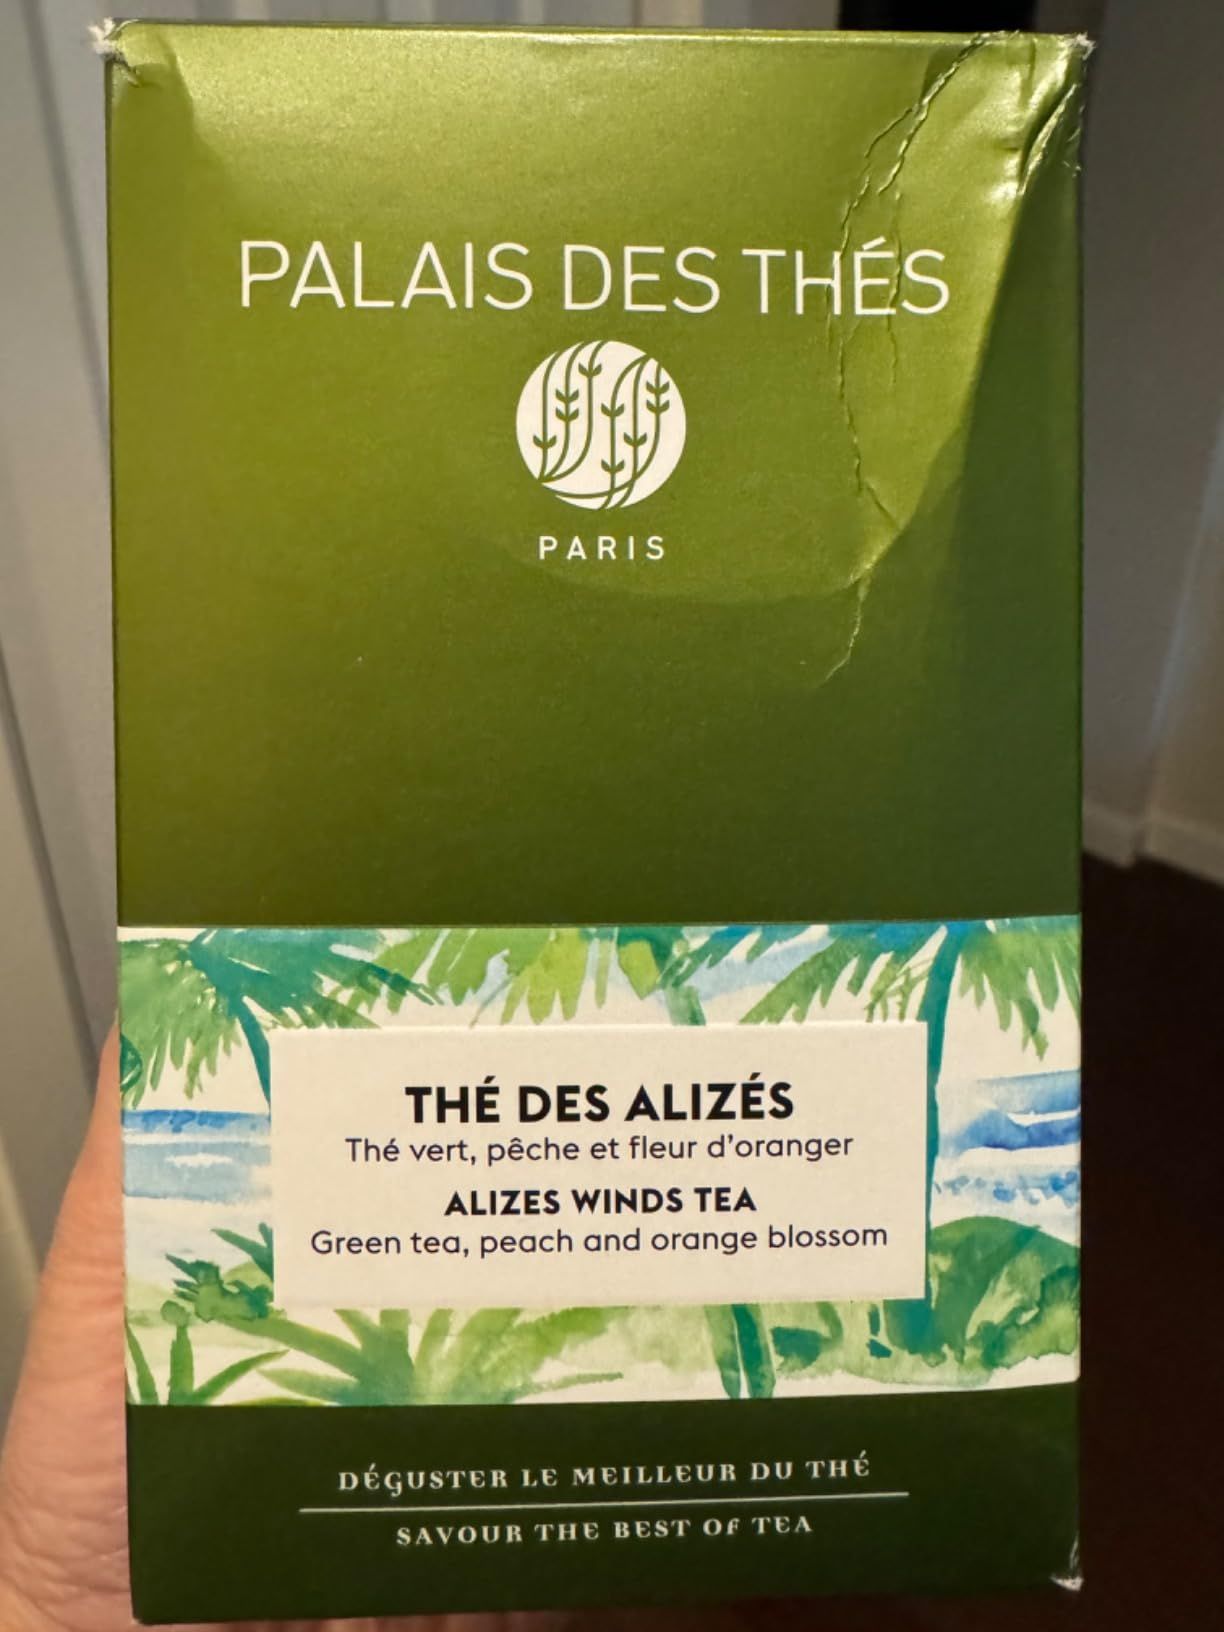 PALAIS DES THÉS
PARIS
THÉ DES ALIZÉS
Thé vert, pêche et fleur d'oranger
ALIZES WINDS TEA
Green tea, peach and orange blossom
DÉGUSTER LE MEILLEUR DU THÉ
SAVOUR THE BEST OF TEA